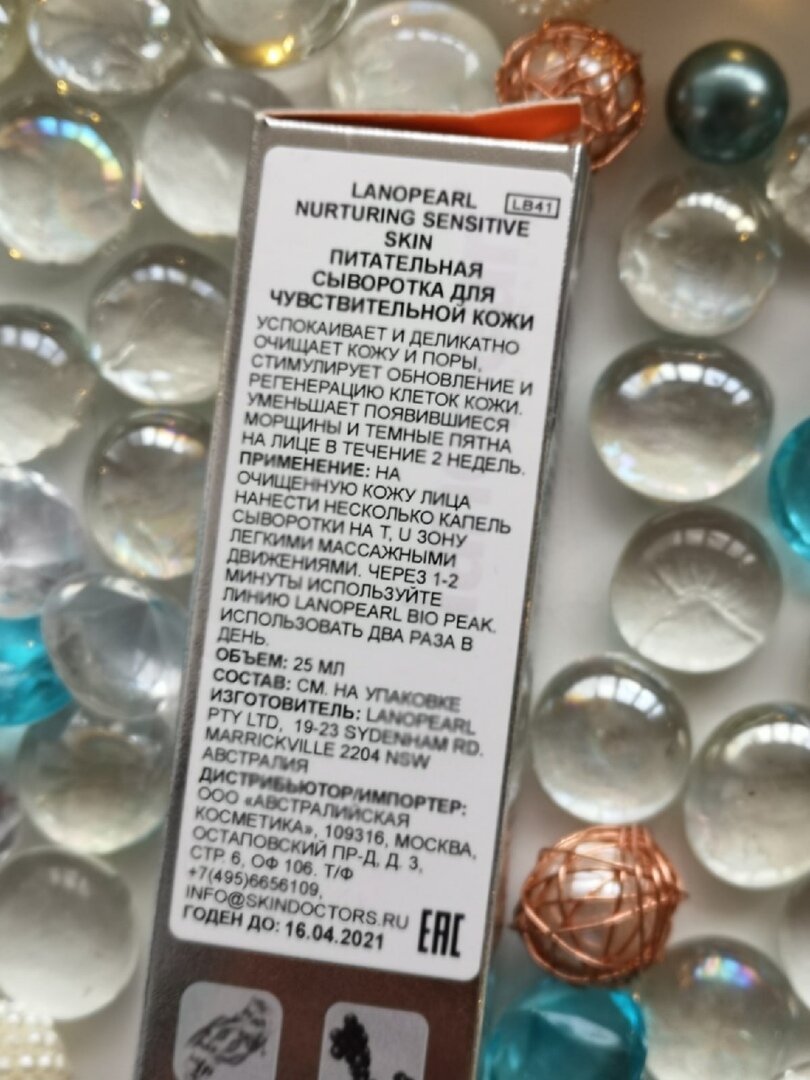 LANOPEARL
LB41
NURTURING SENSITIVE
SKIN
ПИТАТЕЛЬНАЯ
СЫВОРОТКА ДЛЯ
ЧУВСТВИТЕЛЬНОЙ КОЖИ
УСПОКАИВАЕТ И ДЕЛИКАТНО
ОЧИЩАЕТ КОЖУ И ПОРЫ,
СТИМУЛИРУЕТ ОБНОВЛЕНИЕ И
РЕГЕНЕРАЦИЮ КЛЕТОК КОЖИ.
УМЕНЬШАЕТ ПОЯВИВШИЕСЯ
МОРЩИНЫ И ТЕМНЫЕ ПЯТНА
НА ЛИЦЕ В ТЕЧЕНИЕ 2 НЕДЕЛЬ.
ПРИМЕНЕНИЕ: НА
ОЧИЩЕННУЮ КОЖУ ЛИЦА
НАНЕСТИ НЕСКОЛЬКО КАПЕЛЬ
СЫВОРОТКИ НА T, U ЗОНУ
ЛЕГКИМИ МАССАЖНЫМИ
ДВИЖЕНИЯМИ. ЧЕРЕЗ 1-2
МИНУТЫ ИСПОЛЬЗУЙТЕ
ЛИНИЮ LANOPEARL BIO PEAK.
ИСПОЛЬЗОВАТЬ ДВА РАЗА В
ДЕНЬ.
ОБЪЕМ: 25 МЛ
СОСТАВ: СМ. НА УПАКОВКЕ
ИЗГОТОВИТЕЛЬ: LANOPEARL
PTY LTD, 19-23 SYDENHAM RD.
MARRICKVILLE 2204 NSW
АВСТРАЛИЯ
ДИСТРИБЬЮТОР/ИМПОРТЕР:
ООО «АВСТРАЛИЙСКАЯ
КОСМЕТИКА», 109316, МОСКВА,
ОСТАПОВСКИЙ ПР-Д, Д. 3,
СТР. 6, ОФ 106. Т/Ф
+7(495)6656109,
INFO@SKINDOCTORS.RU
ГОДЕН ДО: 16.04.2021
ЕАС